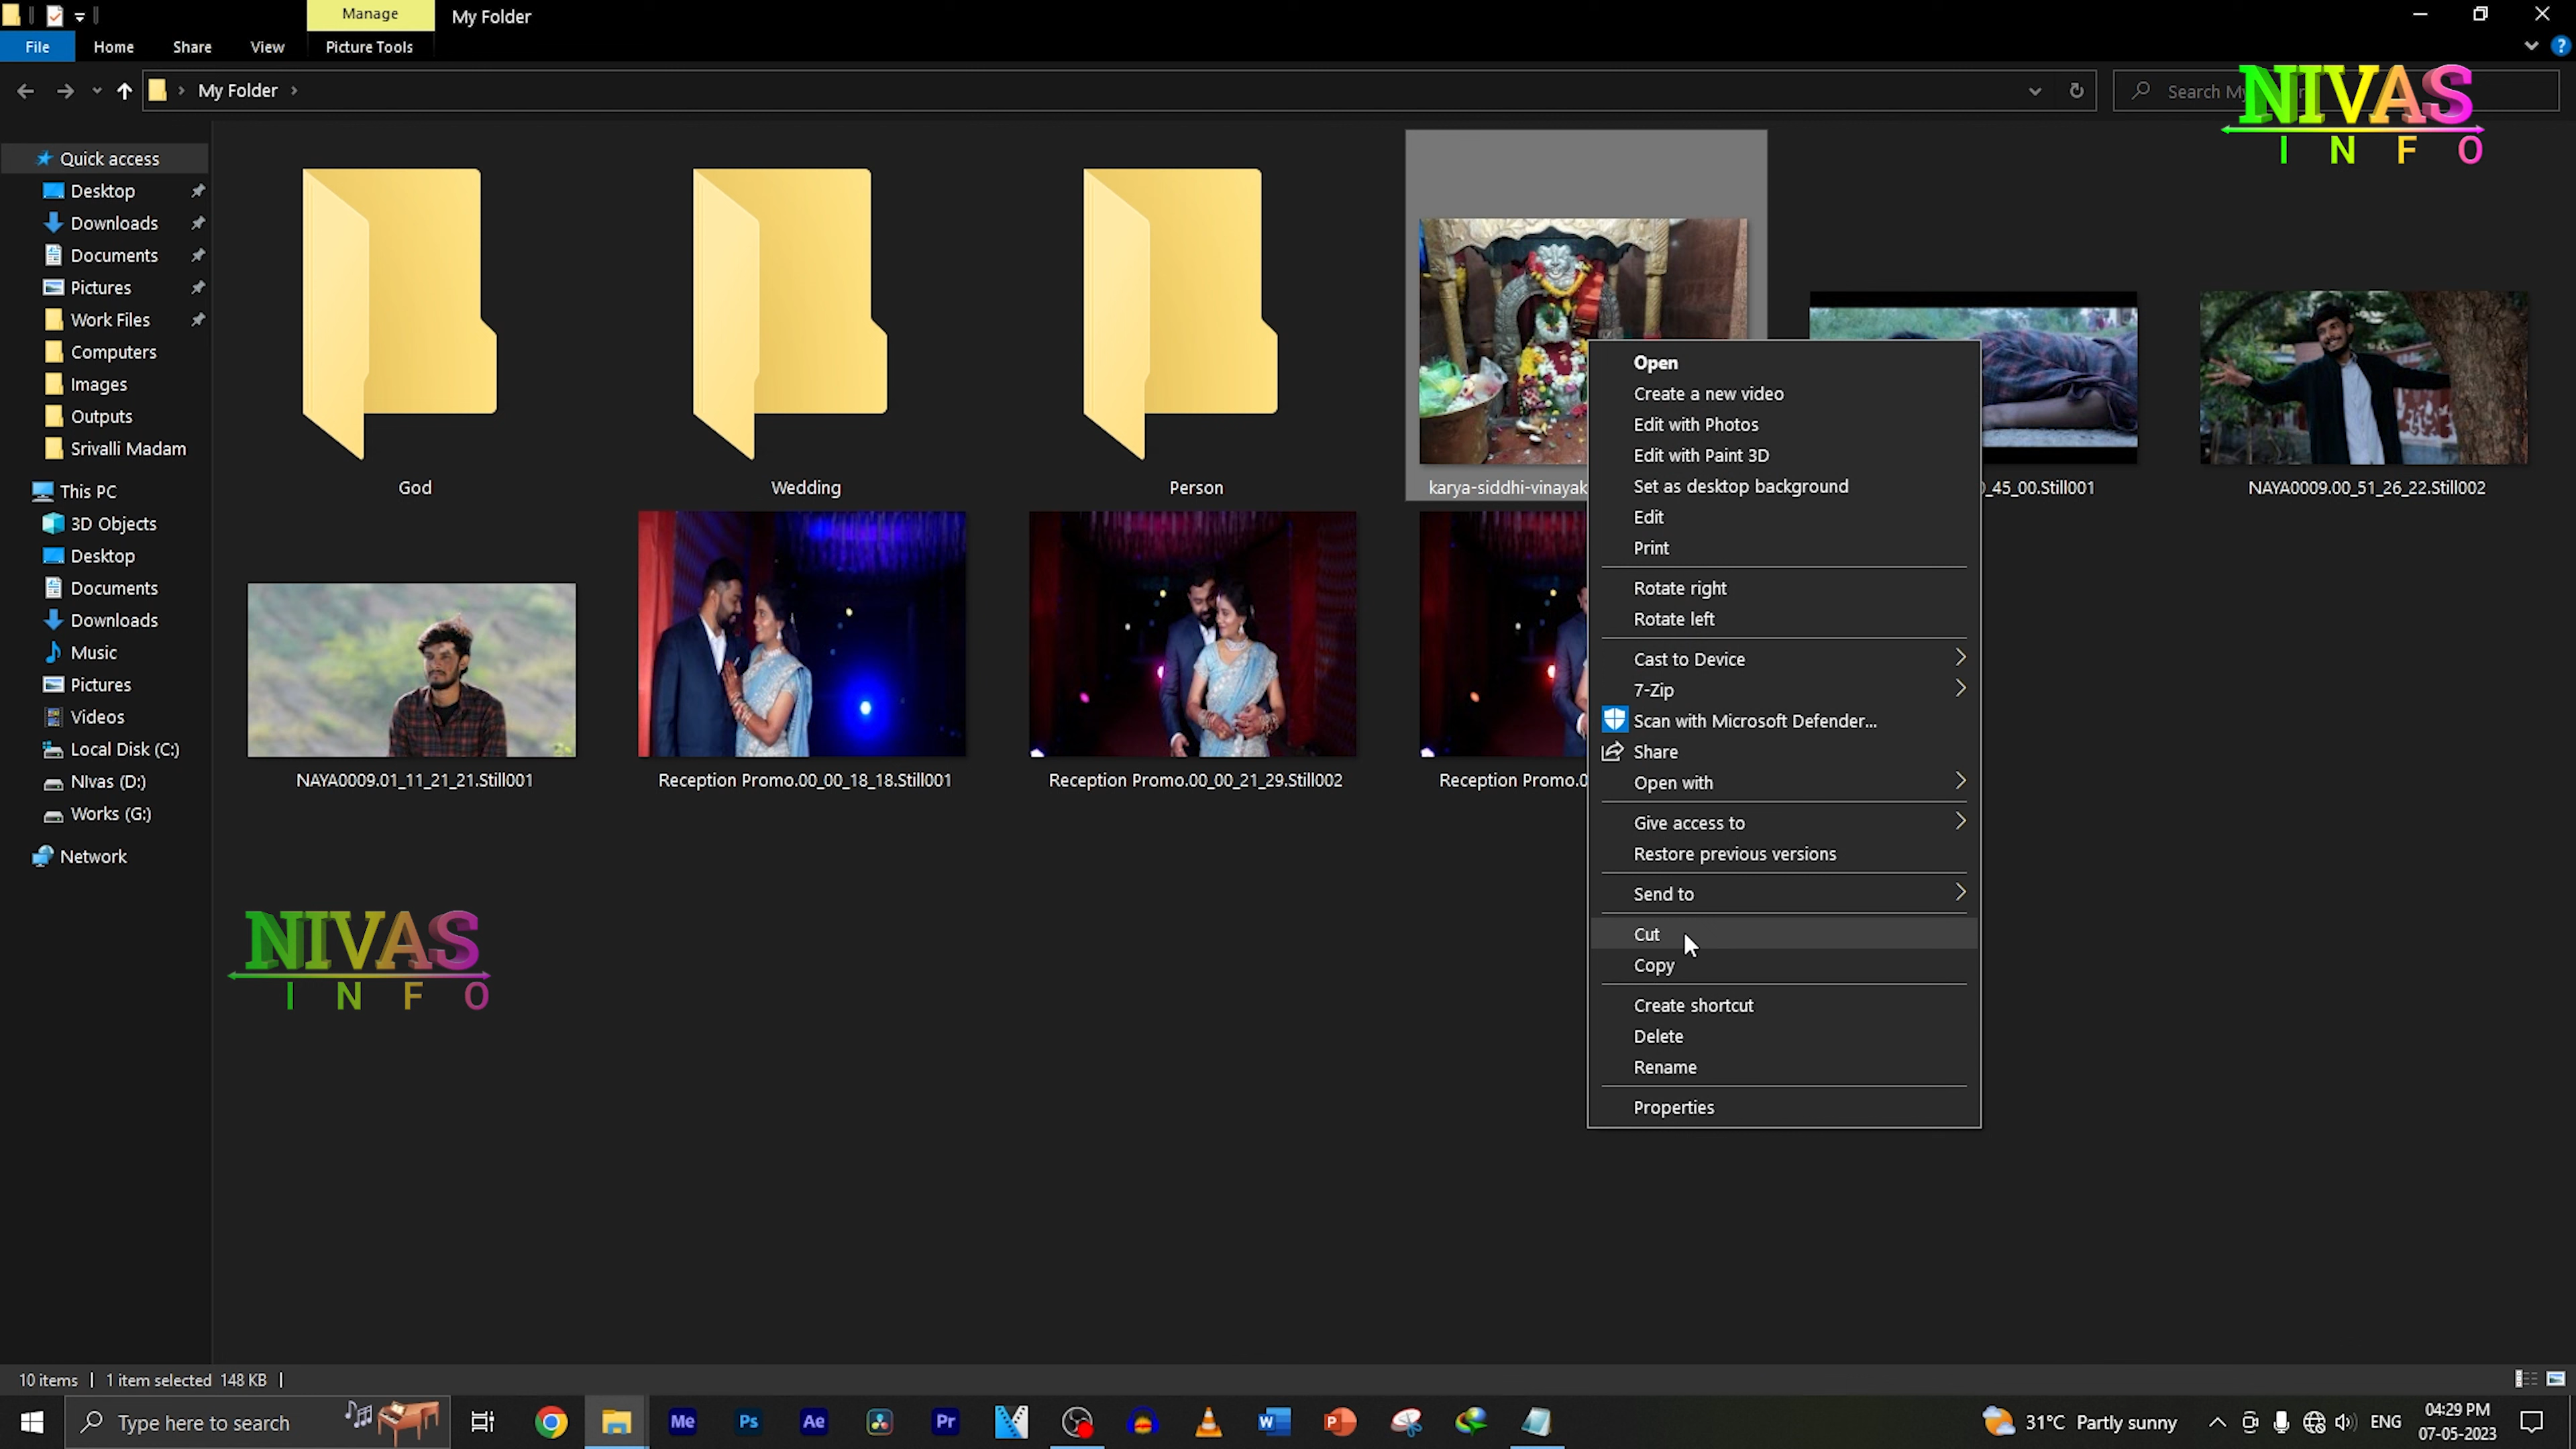 Manage
My Folder
File
Home
Share
View
Picture Tools
My Folder
Search My
NIVAS
INFO
Quick access
Desktop
Downloads
Documents
Pictures
Work Files
Computers
Images
Outputs
Srivalli Madam
This PC
3D Objects
Desktop
Documents
Downloads
Music
Pictures
Videos
Local Disk (C:)
NIvas (D:)
Works (G:)
Network
God
Wedding
Person
karya-siddhi-vinayak
_45_00.Still001
NAYA0009.00_51_26_22.Still002
NAYA0009.01_11_21_21.Still001
Reception Promo.00_00_18_18.Still001
Reception Promo.00_00_21_29.Still002
Reception Promo.0
Open
Create a new video
Edit with Photos
Edit with Paint 3D
Set as desktop background
Edit
Print
Rotate right
Rotate left
Cast to Device
7-Zip
Scan with Microsoft Defender...
Share
Open with
Give access to
Restore previous versions
Send to
Cut
Copy
Create shortcut
Delete
Rename
Properties
NIVAS
INFO
10 items
1 item selected 148 KB
Type here to search
Me
Ps
Ae
Pr
W
P
31°C Partly sunny
ENG
04:29 PM
07-05-2023